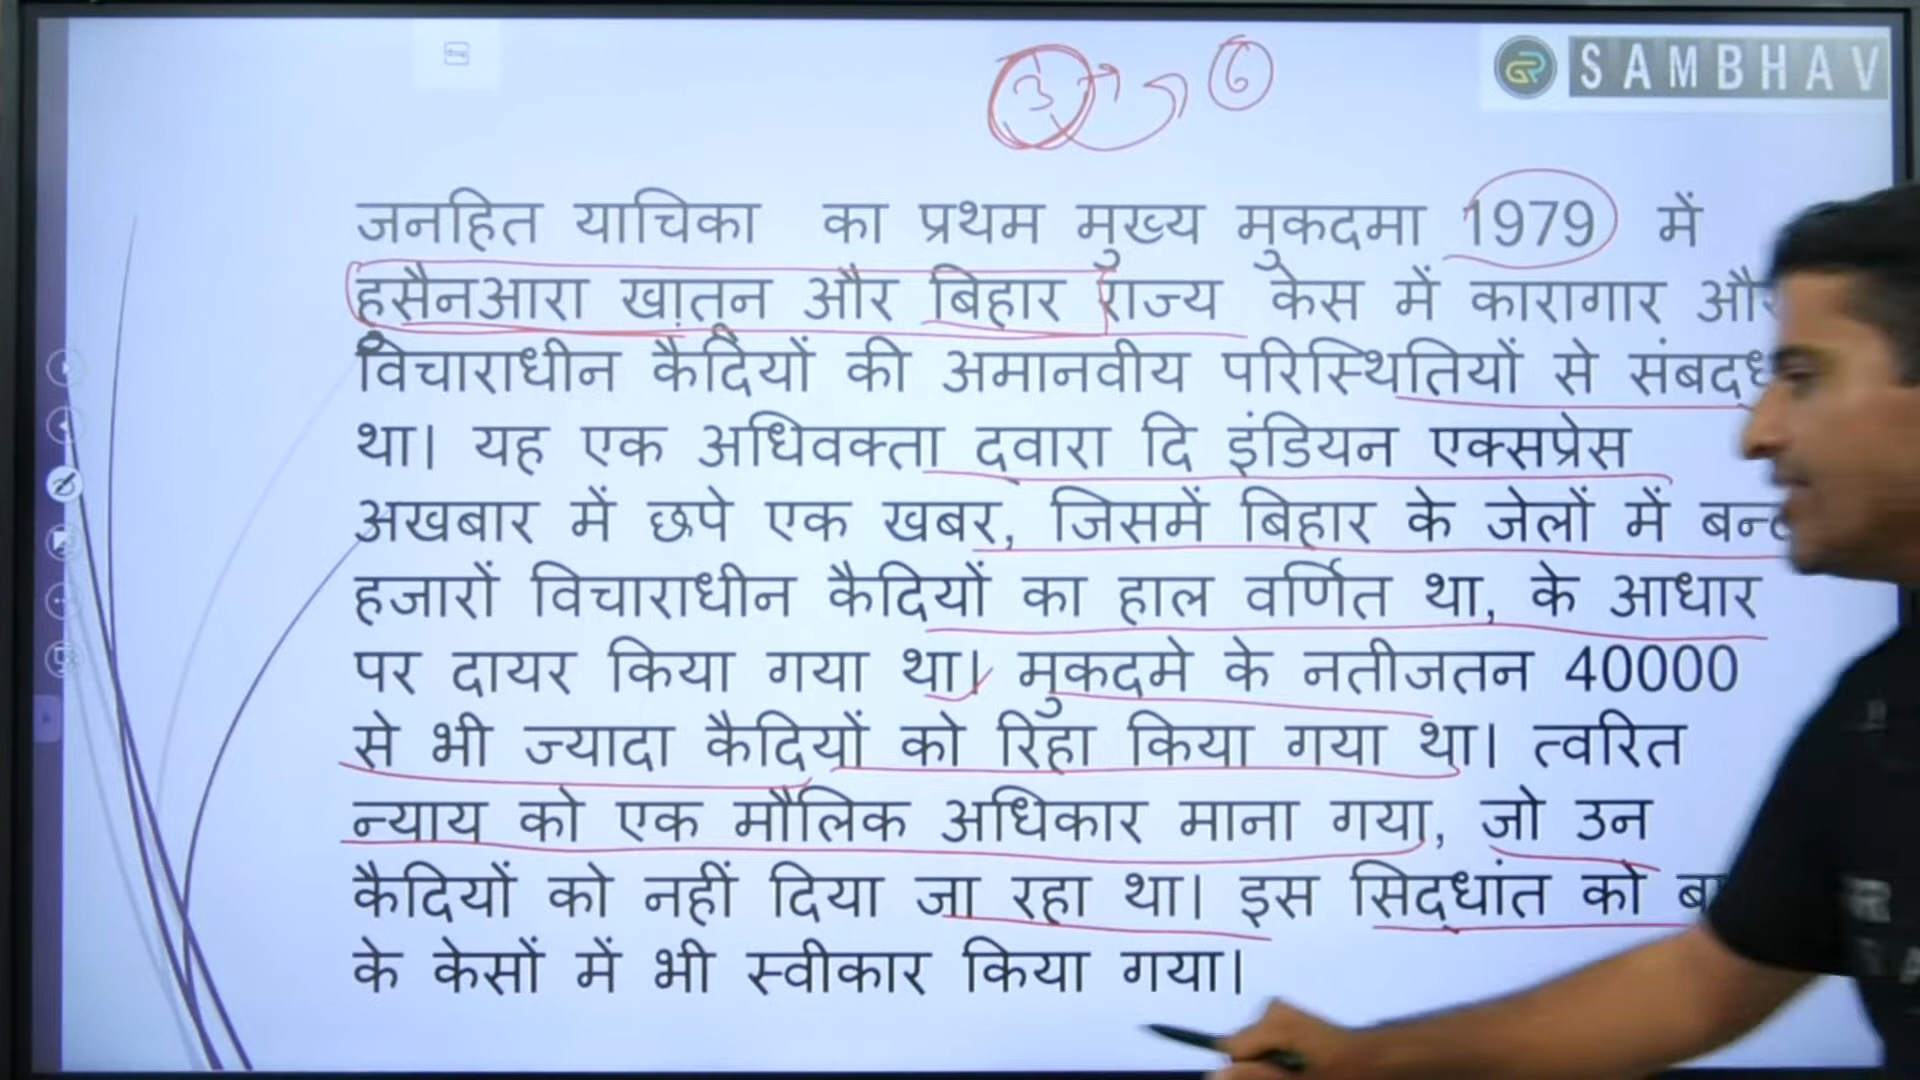 3 6
SAMBHAV
जनहित याचिका का प्रथम मुख्य मुकदमा 1979 में
हुसैनआरा खा़तून और बिहार राज्य केस में कारागार और
विचाराधीन कैदियों की अमानवीय परिस्थितियों से संबद्ध
था। यह एक अधिवक्ता द्वारा दि इंडियन एक्सप्रेस
अखबार में छपे एक खबर, जिसमें बिहार के जेलों में
हजारों विचाराधीन कैदियों का हाल वर्णित था, के आधार
पर दायर किया गया था। मुकदमे के नतीजतन 40000
से भी ज्यादा कैदियों को रिहा किया गया था। त्वरित
न्याय को एक मौलिक अधिकार माना गया, जो उन
कैदियों को नहीं दिया जा रहा था। इस सिद्धांत को
के केसों में भी स्वीकार किया गया।